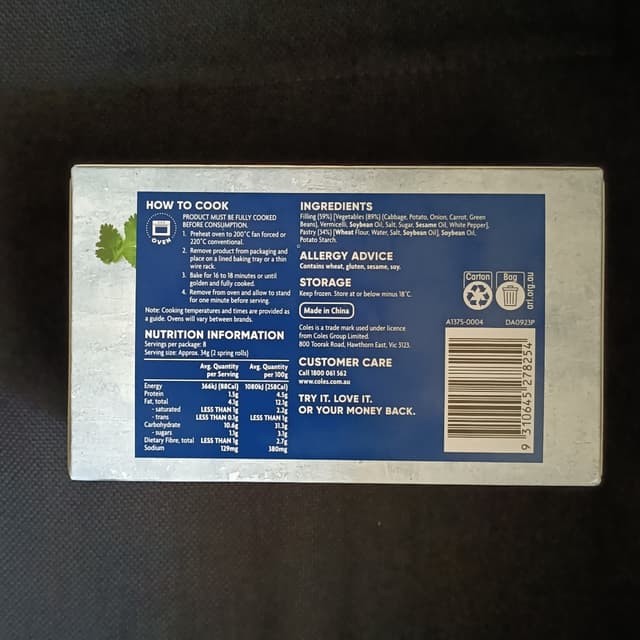 HOW TO COOK
PRODUCT MUST BE FULLY COOKED
BEFORE CONSUMPTION.
OVEN
1. Preheat oven to 200˚C fan forced or
220˚C conventional.
2. Remove product from packaging and
place on a lined baking tray or a thin
wire rack.
3. Bake for 16 to 18 minutes or until
golden and fully cooked.
4. Remove from oven and allow to stand
for one minute before serving.
Note: Cooking temperatures and times are provided as
a guide. Ovens will vary between brands.
NUTRITION INFORMATION
Servings per package: 8
Serving size: Approx. 34g (2 spring rolls)
Avg. Quantity per Serving Avg. Quantity per 100g
Energy 366kJ (88Cal) 1080kJ (258Cal)
Protein 1.5g 4.5g
Fat, total 4.1g 12.1g
- saturated LESS THAN 1g 2.2g
- trans LESS THAN 0.1g LESS THAN 1g
Carbohydrate 10.6g 31.3g
- sugars 1.1g 3.1g
Dietary Fibre, total LESS THAN 1g 2.7g
Sodium 129mg 380mg
INGREDIENTS
Filling (59%) [Vegetables (89%) (Cabbage, Potato, Onion, Carrot, Green
Beans), Vermicelli, Soybean Oil, Salt, Sugar, Sesame Oil, White Pepper],
Pastry (34%) [Wheat Flour, Water, Salt, Soybean Oil], Soybean Oil,
Potato Starch.
ALLERGY ADVICE
Contains wheat, gluten, sesame, soy.
STORAGE
Keep frozen. Store at or below minus 18˚C.
Made in China
Coles is a trade mark used under licence
from Coles Group Limited.
800 Toorak Road, Hawthorn East, Vic 3123.
CUSTOMER CARE
Call 1800 061 562
www.coles.com.au
TRY IT. LOVE IT.
OR YOUR MONEY BACK.
Carton Bag
arl.org.au
A1375-0004 DA0923P
9 310645 278254